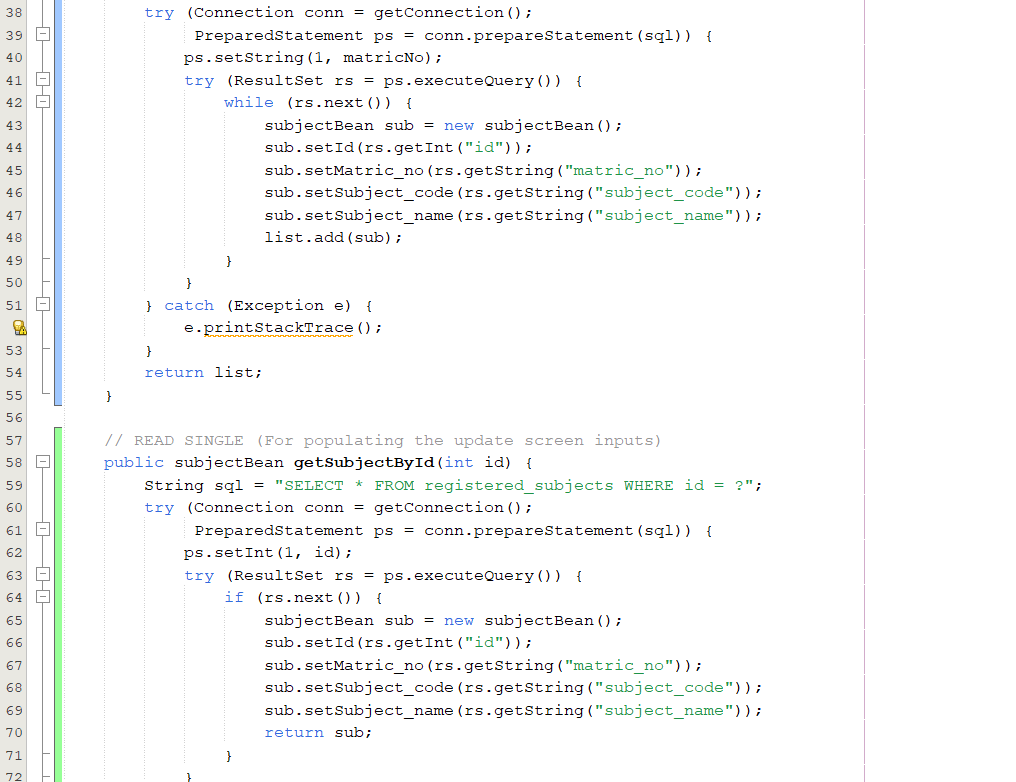 38 try (Connection conn = getConnection();
39 PreparedStatement ps = conn.prepareStatement(sql)) {
40 ps.setString(1, matricNo);
41 try (ResultSet rs = ps.executeQuery()) {
42 while (rs.next()) {
43 subjectBean sub = new subjectBean();
44 sub.setId(rs.getInt("id"));
45 sub.setMatric_no(rs.getString("matric_no"));
46 sub.setSubject_code(rs.getString("subject_code"));
47 sub.setSubject_name(rs.getString("subject_name"));
48 list.add(sub);
49 }
50 }
51 } catch (Exception e) {
e.printStackTrace();
53 }
54 return list;
55 }
56
57 // READ SINGLE (For populating the update screen inputs)
58 public subjectBean getSubjectById(int id) {
59 String sql = "SELECT * FROM registered_subjects WHERE id = ?";
60 try (Connection conn = getConnection();
61 PreparedStatement ps = conn.prepareStatement(sql)) {
62 ps.setInt(1, id);
63 try (ResultSet rs = ps.executeQuery()) {
64 if (rs.next()) {
65 subjectBean sub = new subjectBean();
66 sub.setId(rs.getInt("id"));
67 sub.setMatric_no(rs.getString("matric_no"));
68 sub.setSubject_code(rs.getString("subject_code"));
69 sub.setSubject_name(rs.getString("subject_name"));
70 return sub;
71 }
72 }